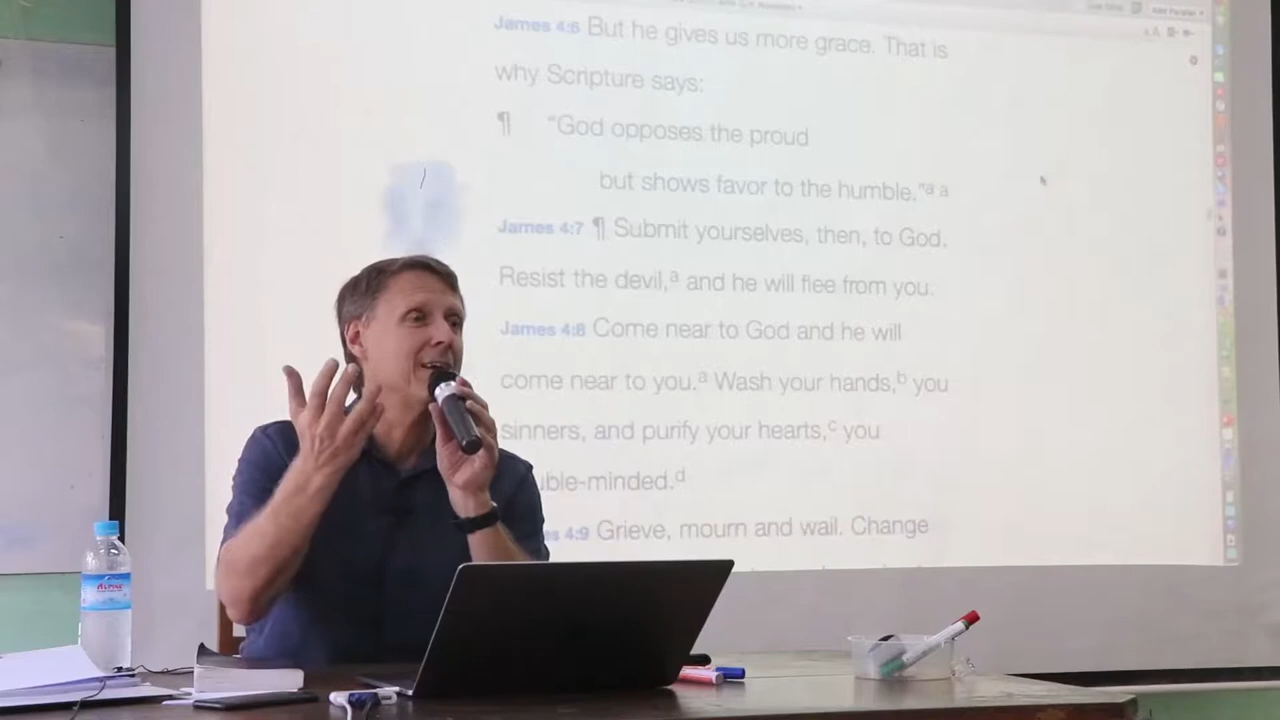 James 4:6 But he gives us more grace. That is
why Scripture says:
¶ “God opposes the proud
but shows favor to the humble.”a a
James 4:7 ¶ Submit yourselves, then, to God.
Resist the devil,a and he will flee from you.
James 4:8 Come near to God and he will
come near to you.a Wash your hands,b you
sinners, and purify your hearts,c you
uble-minded.d
es 4:9 Grieve, mourn and wail. Change
ALPINE